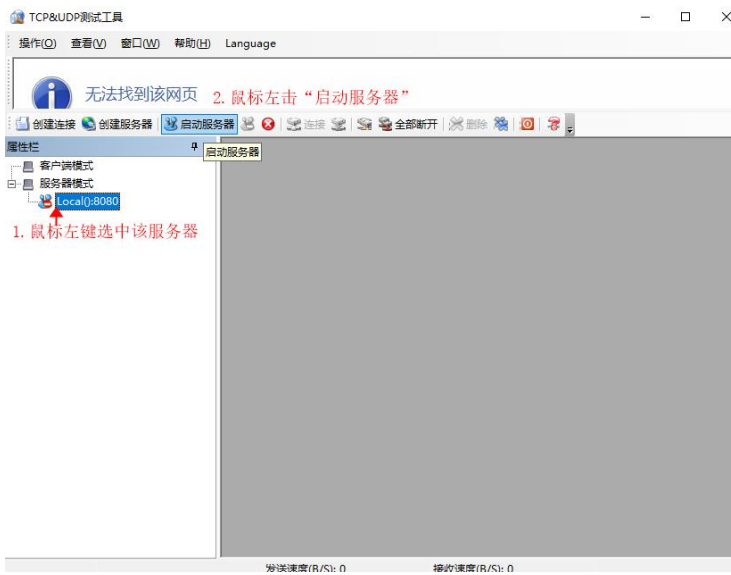 TCP&UDP测试工具
操作(O) 查看(V) 窗口(W) 帮助(H) Language
无法找到该网页
2. 鼠标左击“启动服务器”
创建连接 创建服务器 启动服务器 连接 全部断开 删除
属性栏
启动服务器
客户端模式
服务器模式
Local():8080
1. 鼠标左键选中该服务器
发送速度(B/S): 0 接收速度(B/S): 0